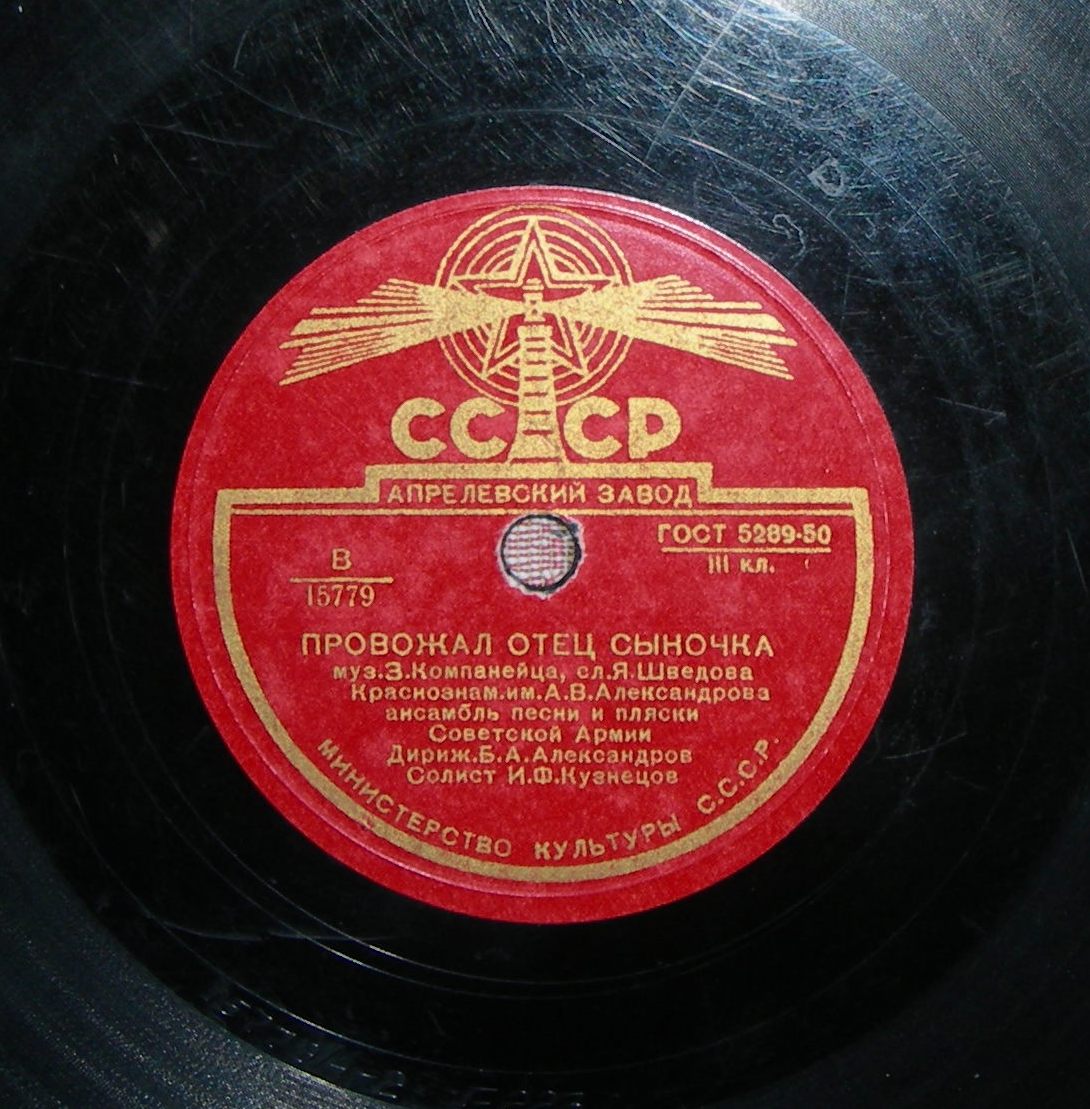 СССР
АПРЕЛЕВСКИЙ ЗАВОД
ГОСТ 5289-50
III кл.
В
15779
ПРОВОЖАЛ ОТЕЦ СЫНОЧКА
муз.З.Компанейца, сл.Я.Шведова
Краснознам.им.А.В.Александрова
ансамбль песни и пляски
Советской Армии
Дириж.Б.А.Александров
Солист И.Ф.Кузнецов
МИНИСТЕРСТВО КУЛЬТУРЫ С.С.С.Р.